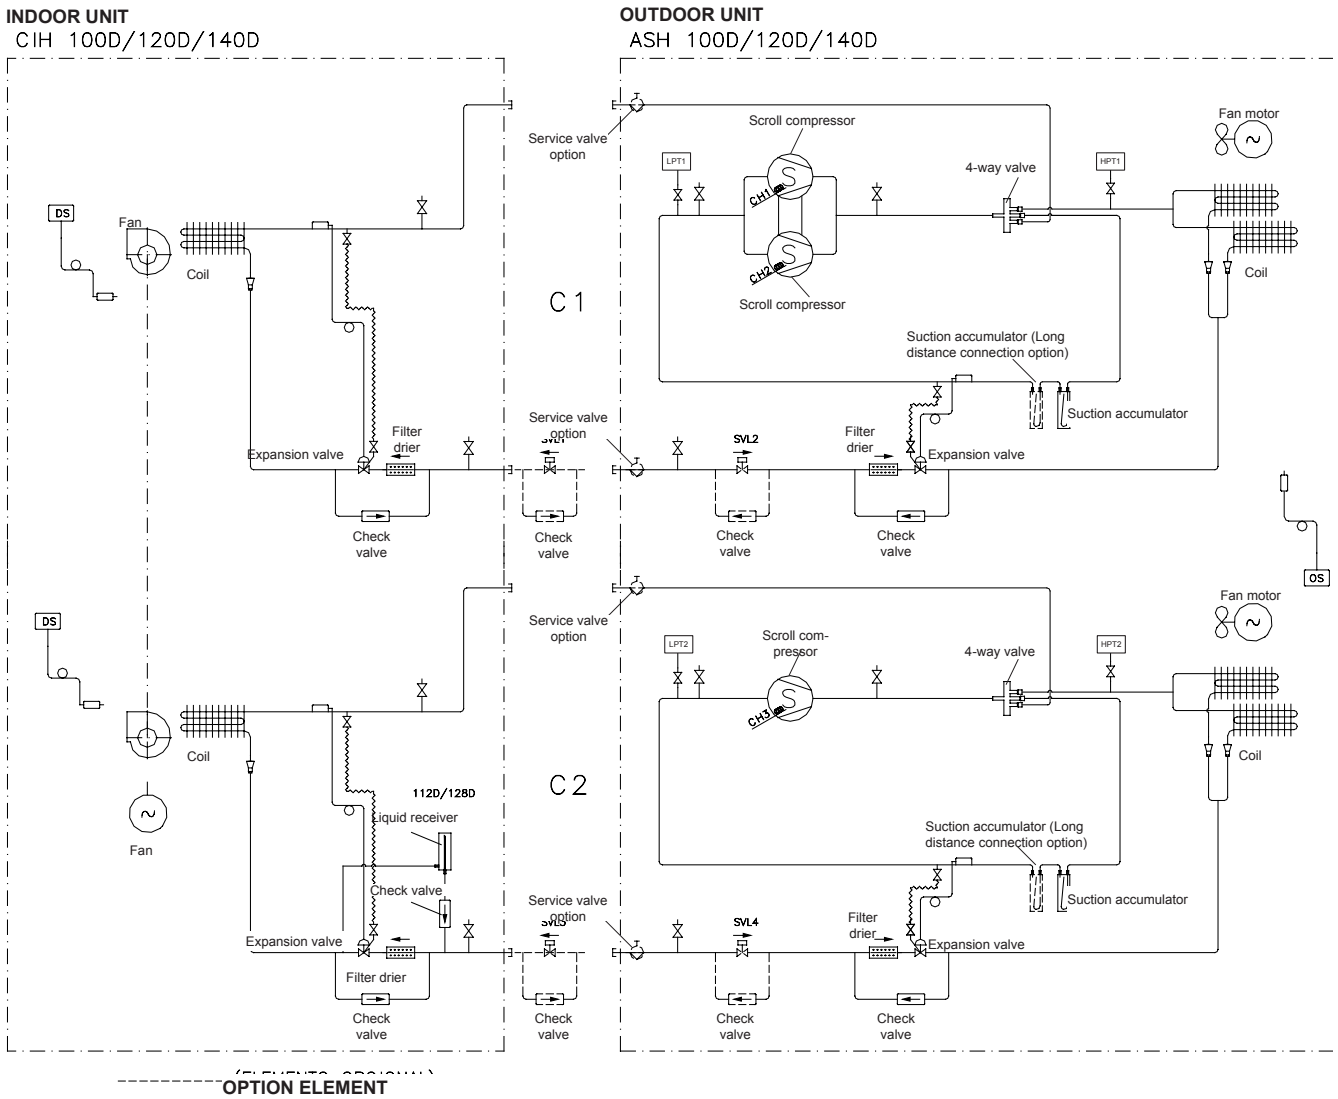 INDOOR UNIT
CIH 100D/120D/140D
OUTDOOR UNIT
ASH 100D/120D/140D
Service valve
option
Scroll compressor
Fan motor
LPT1
4-way valve
HPT1
DS
Fan
CH1
Coil
CH2
Coil
C1
Scroll compressor
Suction accumulator (Long
distance connection option)
Suction accumulator
Service valve
option
Filter
drier
SVL2
Filter
drier
Expansion valve
Expansion valve
Check
valve
Check
valve
Check
valve
Check
valve
OS
Service valve
option
Fan motor
DS
LPT2
Scroll com-
pressor
4-way valve
HPT2
CH3
Coil
Coil
C2
112D/128D
Liquid receiver
Fan
Suction accumulator (Long
distance connection option)
Check valve
Suction accumulator
Service valve
option
SVL4
Filter
drier
Expansion valve
Expansion valve
Filter drier
Check
valve
Check
valve
Check
valve
Check
valve
OPTION ELEMENT